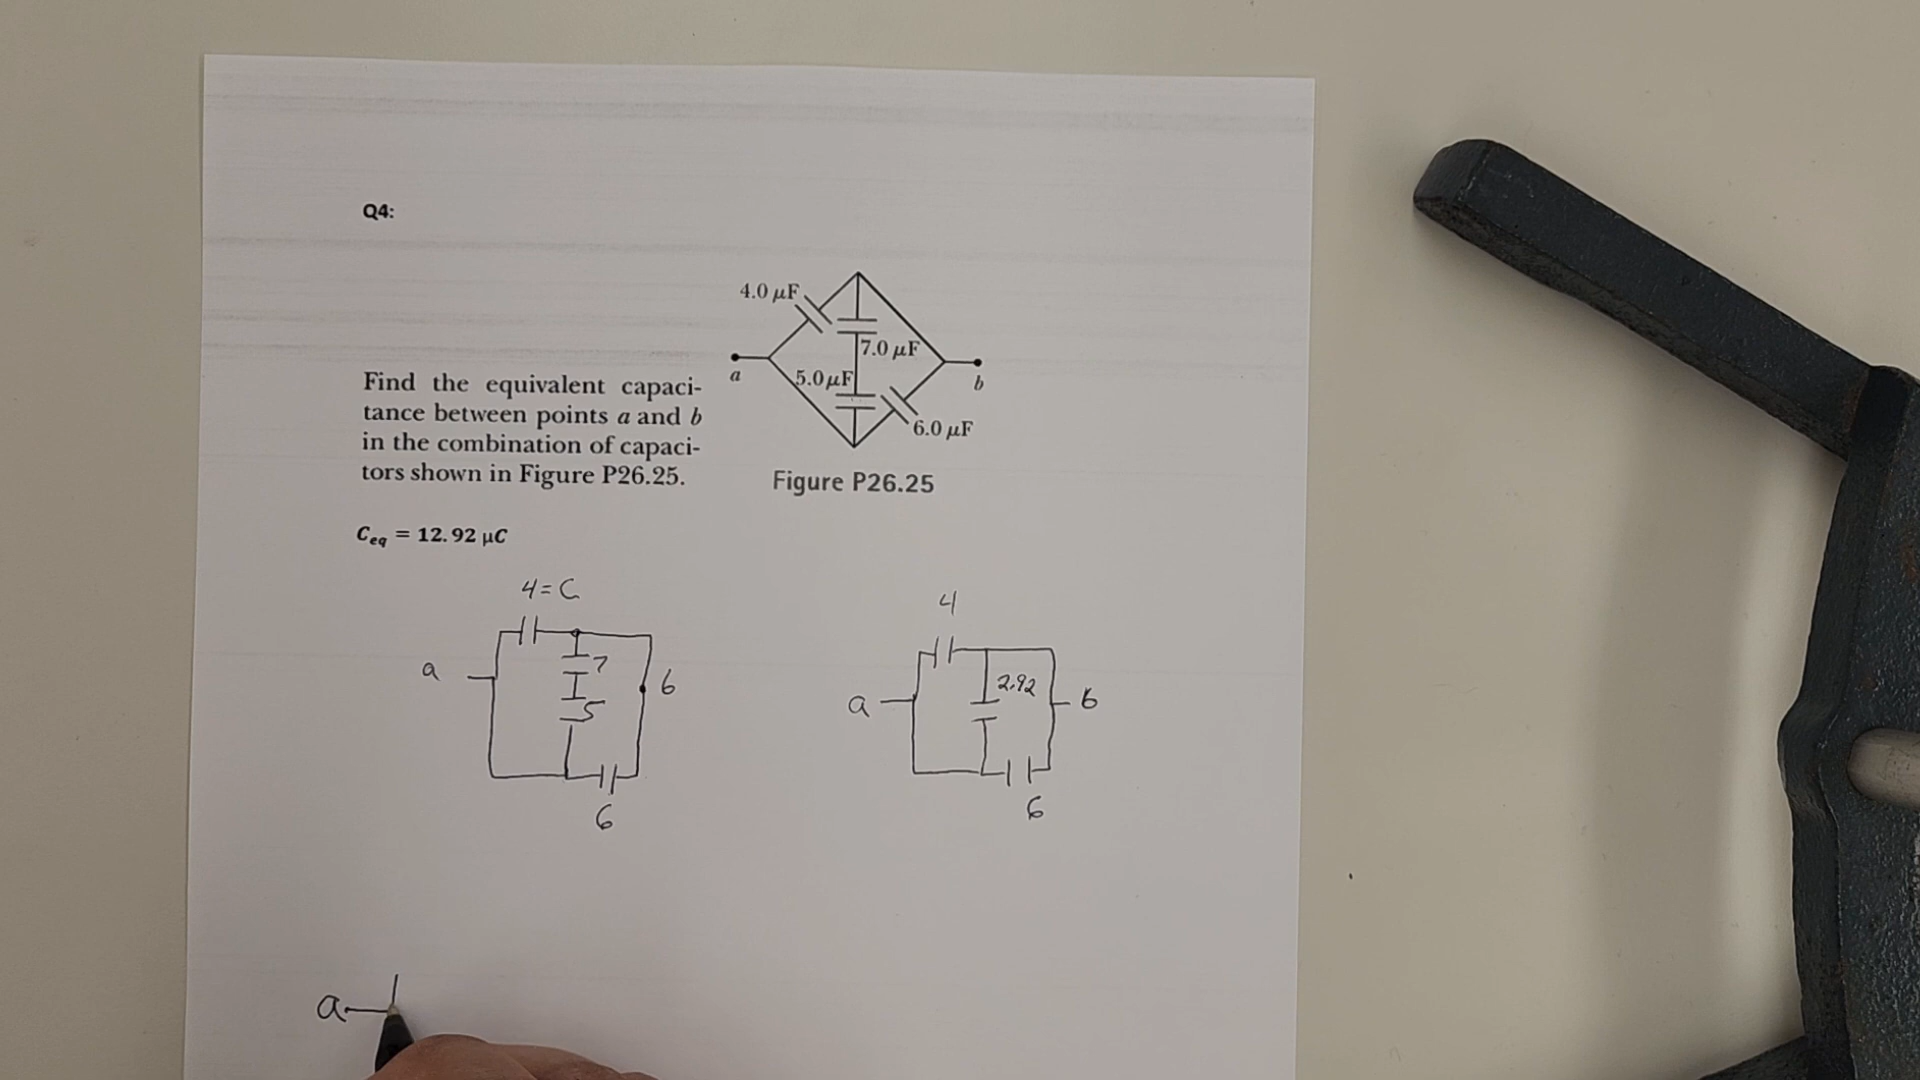 Q4:
4.0 μF
7.0 μF
5.0 μF
a
b
6.0 μF
Find the equivalent capaci-
tance between points a and b
in the combination of capaci-
tors shown in Figure P26.25.
Figure P26.25
Ceq = 12.92 μC
4=C
7
a
b
5
6
4
2.92
a
b
6
a